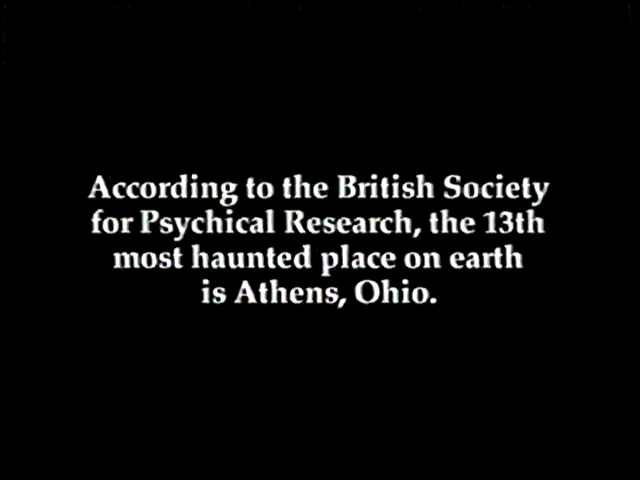 According to the British Society
for Psychical Research, the 13th
most haunted place on earth
is Athens, Ohio.